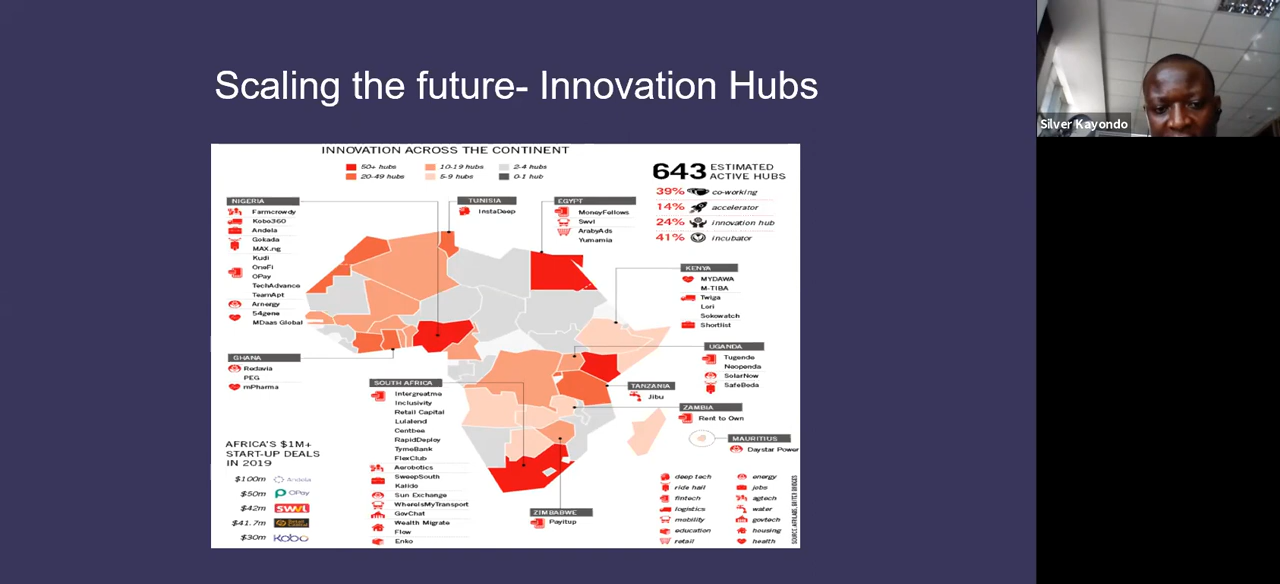 Scaling the future- Innovation Hubs
Silver Kayondo
INNOVATION ACROSS THE CONTINENT
50+ hubs
10-19 hubs
2-4 hubs
20-49 hubs
5-9 hubs
0-1 hub
643 ESTIMATED ACTIVE HUBS
39% co-working
14% accelerator
24% innovation hub
41% incubator
NIGERIA
Farmcrowdy
Kobo360
Andela
Gokada
MAX.ng
Kudi
OneFi
OPay
TechAdvance
TeamApt
Arnergy
54gene
MDaas Global
TUNISIA
InstaDeep
EGYPT
MoneyFellows
Swvl
ArabyAds
Yumamia
KENYA
MYDAWA
M-TIBA
Twiga
Lori
Sokowatch
Shortlist
UGANDA
Tugende
Neopenda
SolarNow
SafeBoda
TANZANIA
Jibu
ZAMBIA
Rent to Own
MAURITIUS
Daystar Power
GHANA
Redavia
PEG
mPharma
SOUTH AFRICA
Intergreatme
Inclusivity
Retail Capital
Lulalend
Centbee
RapidDeploy
TymeBank
FlexClub
Aerobotics
SweepSouth
Kalido
Sun Exchange
WhereIsMyTransport
GovChat
Wealth Migrate
Flow
Enko
ZIMBABWE
Payitup
AFRICA'S $1M+
START-UP DEALS
IN 2019
$100m Andela
$50m OPay
$42m SWVL
$41.7m
$30m Kobo
deep tech
ride hail
fintech
logistics
mobility
education
retail
energy
jobs
agtech
water
govtech
housing
health